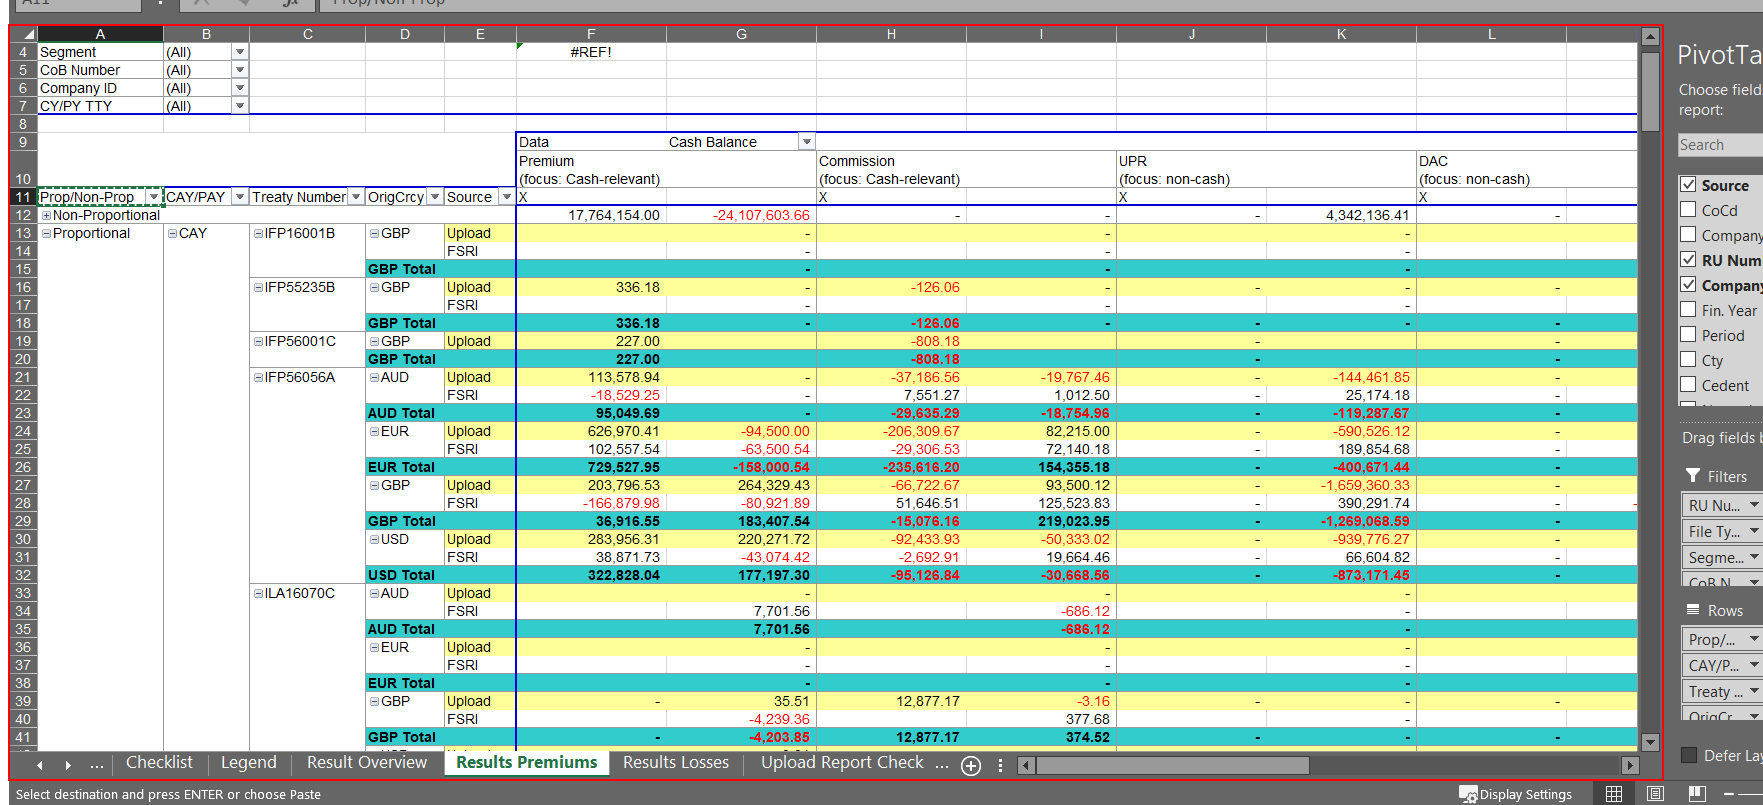 A B C D E F G H I J K L
PivotTa
Choose field
report:
Search
4 Segment (All) #REF!
5 CoB Number (All)
6 Company ID (All)
7 CY/PY TTY (All)
8
9 Data Cash Balance
10 Premium (focus: Cash-relevant) Commission (focus: Cash-relevant) UPR (focus: non-cash) DAC (focus: non-cash)
11 Prop/Non-Prop CAY/PAY Treaty Number OrigCrcy Source X X X X
12 Non-Proportional 17,764,154.00 -24,107,603.66 - - - 4,342,136.41 -
13 Proportional CAY IFP16001B GBP Upload - - -
14 FSRI - - -
15 GBP Total - - -
16 IFP55235B GBP Upload 336.18 - -126.06 - - - -
17 FSRI - - -
18 GBP Total 336.18 - -126.06 - - - -
19 IFP56001C GBP Upload 227.00 -808.18 - -
20 GBP Total 227.00 -808.18 - -
21 IFP56056A AUD Upload 113,578.94 - -37,186.56 -19,767.46 - -144,461.85 -
22 FSRI -18,529.25 - 7,551.27 1,012.50 - 25,174.18 -
23 AUD Total 95,049.69 - -29,635.29 -18,754.96 - -119,287.67 -
24 EUR Upload 626,970.41 -94,500.00 -206,309.67 82,215.00 - -590,526.12 -
25 FSRI 102,557.54 -63,500.54 -29,306.53 72,140.18 - 189,854.68 -
26 EUR Total 729,527.95 -158,000.54 -235,616.20 154,355.18 - -400,671.44 -
27 GBP Upload 203,796.53 264,329.43 -66,722.67 93,500.12 - -1,659,360.33 -
28 FSRI -166,879.98 -80,921.89 51,646.51 125,523.83 - 390,291.74 -
29 GBP Total 36,916.55 183,407.54 -15,076.16 219,023.95 - -1,269,068.59 -
30 USD Upload 283,956.31 220,271.72 -92,433.93 -50,333.02 - -939,776.27 -
31 FSRI 38,871.73 -43,074.42 -2,692.91 19,664.46 - 66,604.82 -
32 USD Total 322,828.04 177,197.30 -95,126.84 -30,668.56 - -873,171.45 -
33 ILA16070C AUD Upload - - -
34 FSRI 7,701.56 -686.12 -
35 AUD Total 7,701.56 -686.12 -
36 EUR Upload - - -
37 FSRI - - -
38 EUR Total - - -
39 GBP Upload - 35.51 12,877.17 -3.16 - - -
40 FSRI -4,239.36 377.68 -
41 GBP Total - -4,203.85 12,877.17 374.52 - - -
Source
CoCd
Company
RU Num
Company
Fin. Year
Period
Cty
Cedent
Drag fields b
Filters
RU Nu...
File Ty...
Segme...
CoB N
Rows
Prop/...
CAY/P...
Treaty ...
OrigCr
Defer Lay
... Checklist Legend Result Overview Results Premiums Results Losses Upload Report Check ...
Select destination and press ENTER or choose Paste Display Settings